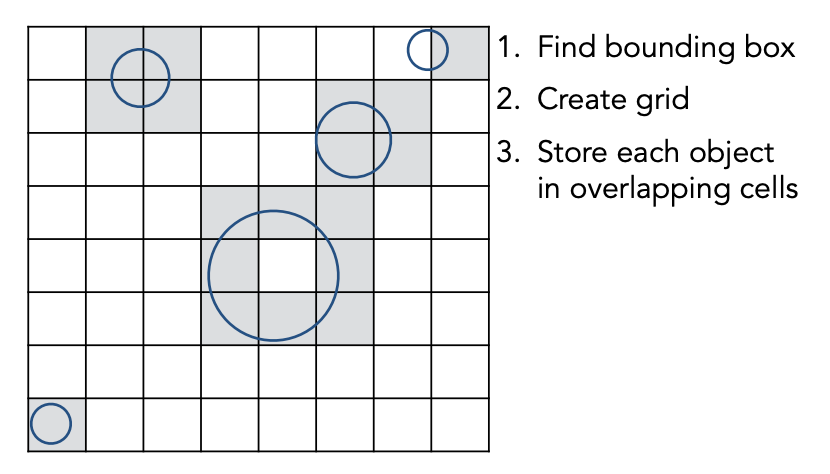 1. Find bounding box
2. Create grid
3. Store each object
in overlapping cells